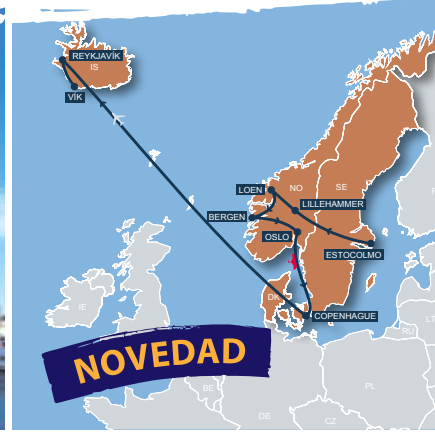 REYKJAVÍK
IS
VÍK
LOEN
NO
SE
LILLEHAMMER
BERGEN
OSLO
ESTOCOLMO
DK
COPENHAGUE
IE
LT
RU
NOVEDAD
BE
PL
DE
CZ